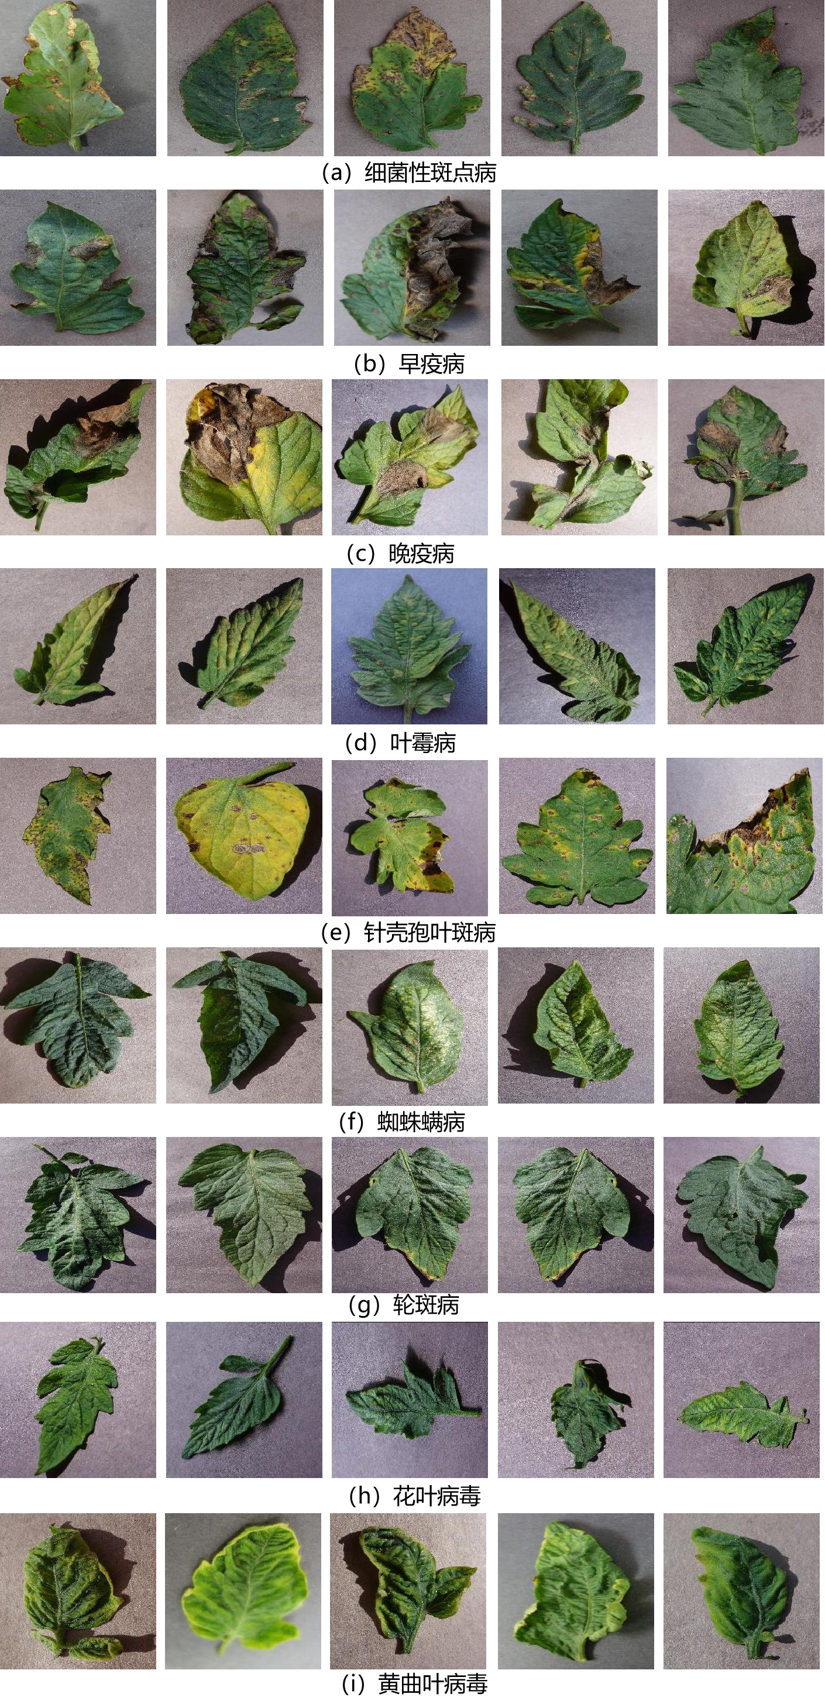 （a）细菌性斑点病
（b）早疫病
（c）晚疫病
（d）叶霉病
（e）针壳孢叶斑病
（f）蜘蛛螨病
（g）轮斑病
（h）花叶病毒
（i）黄曲叶病毒